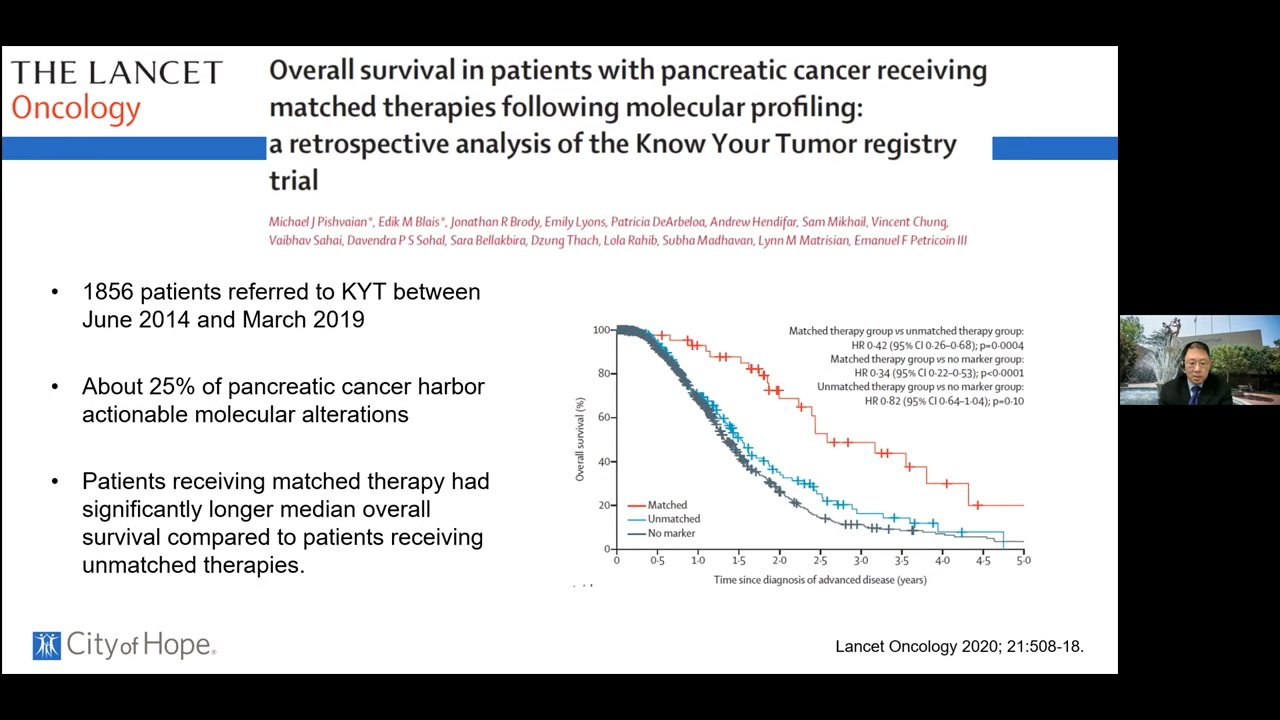 THE LANCET
Oncology
Overall survival in patients with pancreatic cancer receiving
matched therapies following molecular profiling:
a retrospective analysis of the Know Your Tumor registry
trial
Michael J Pishvaian*, Edik M Blais*, Jonathan R Brody, Emily Lyons, Patricia DeArbeloa, Andrew Hendifar, Sam Mikhail, Vincent Chung,
Vaibhav Sahai, Davendra P S Sohal, Sara Bellakbira, Dzung Thach, Lola Rahib, Subha Madhavan, Lynn M Matrisian, Emanuel F Petricoin III
• 1856 patients referred to KYT between
June 2014 and March 2019
• About 25% of pancreatic cancer harbor
actionable molecular alterations
• Patients receiving matched therapy had
significantly longer median overall
survival compared to patients receiving
unmatched therapies.
Matched therapy group vs unmatched therapy group:
HR 0·42 (95% CI 0·26–0·68); p=0·0004
Matched therapy group vs no marker group:
HR 0·34 (95% CI 0·22–0·53); p<0·0001
Unmatched therapy group vs no marker group:
HR 0·82 (95% CI 0·64–1·04); p=0·10
Overall survival (%)
100
80
60
40
20
0
Matched
Unmatched
No marker
0 0·5 1·0 1·5 2·0 2·5 3·0 3·5 4·0 4·5 5·0
Time since diagnosis of advanced disease (years)
City of Hope®
Lancet Oncology 2020; 21:508-18.